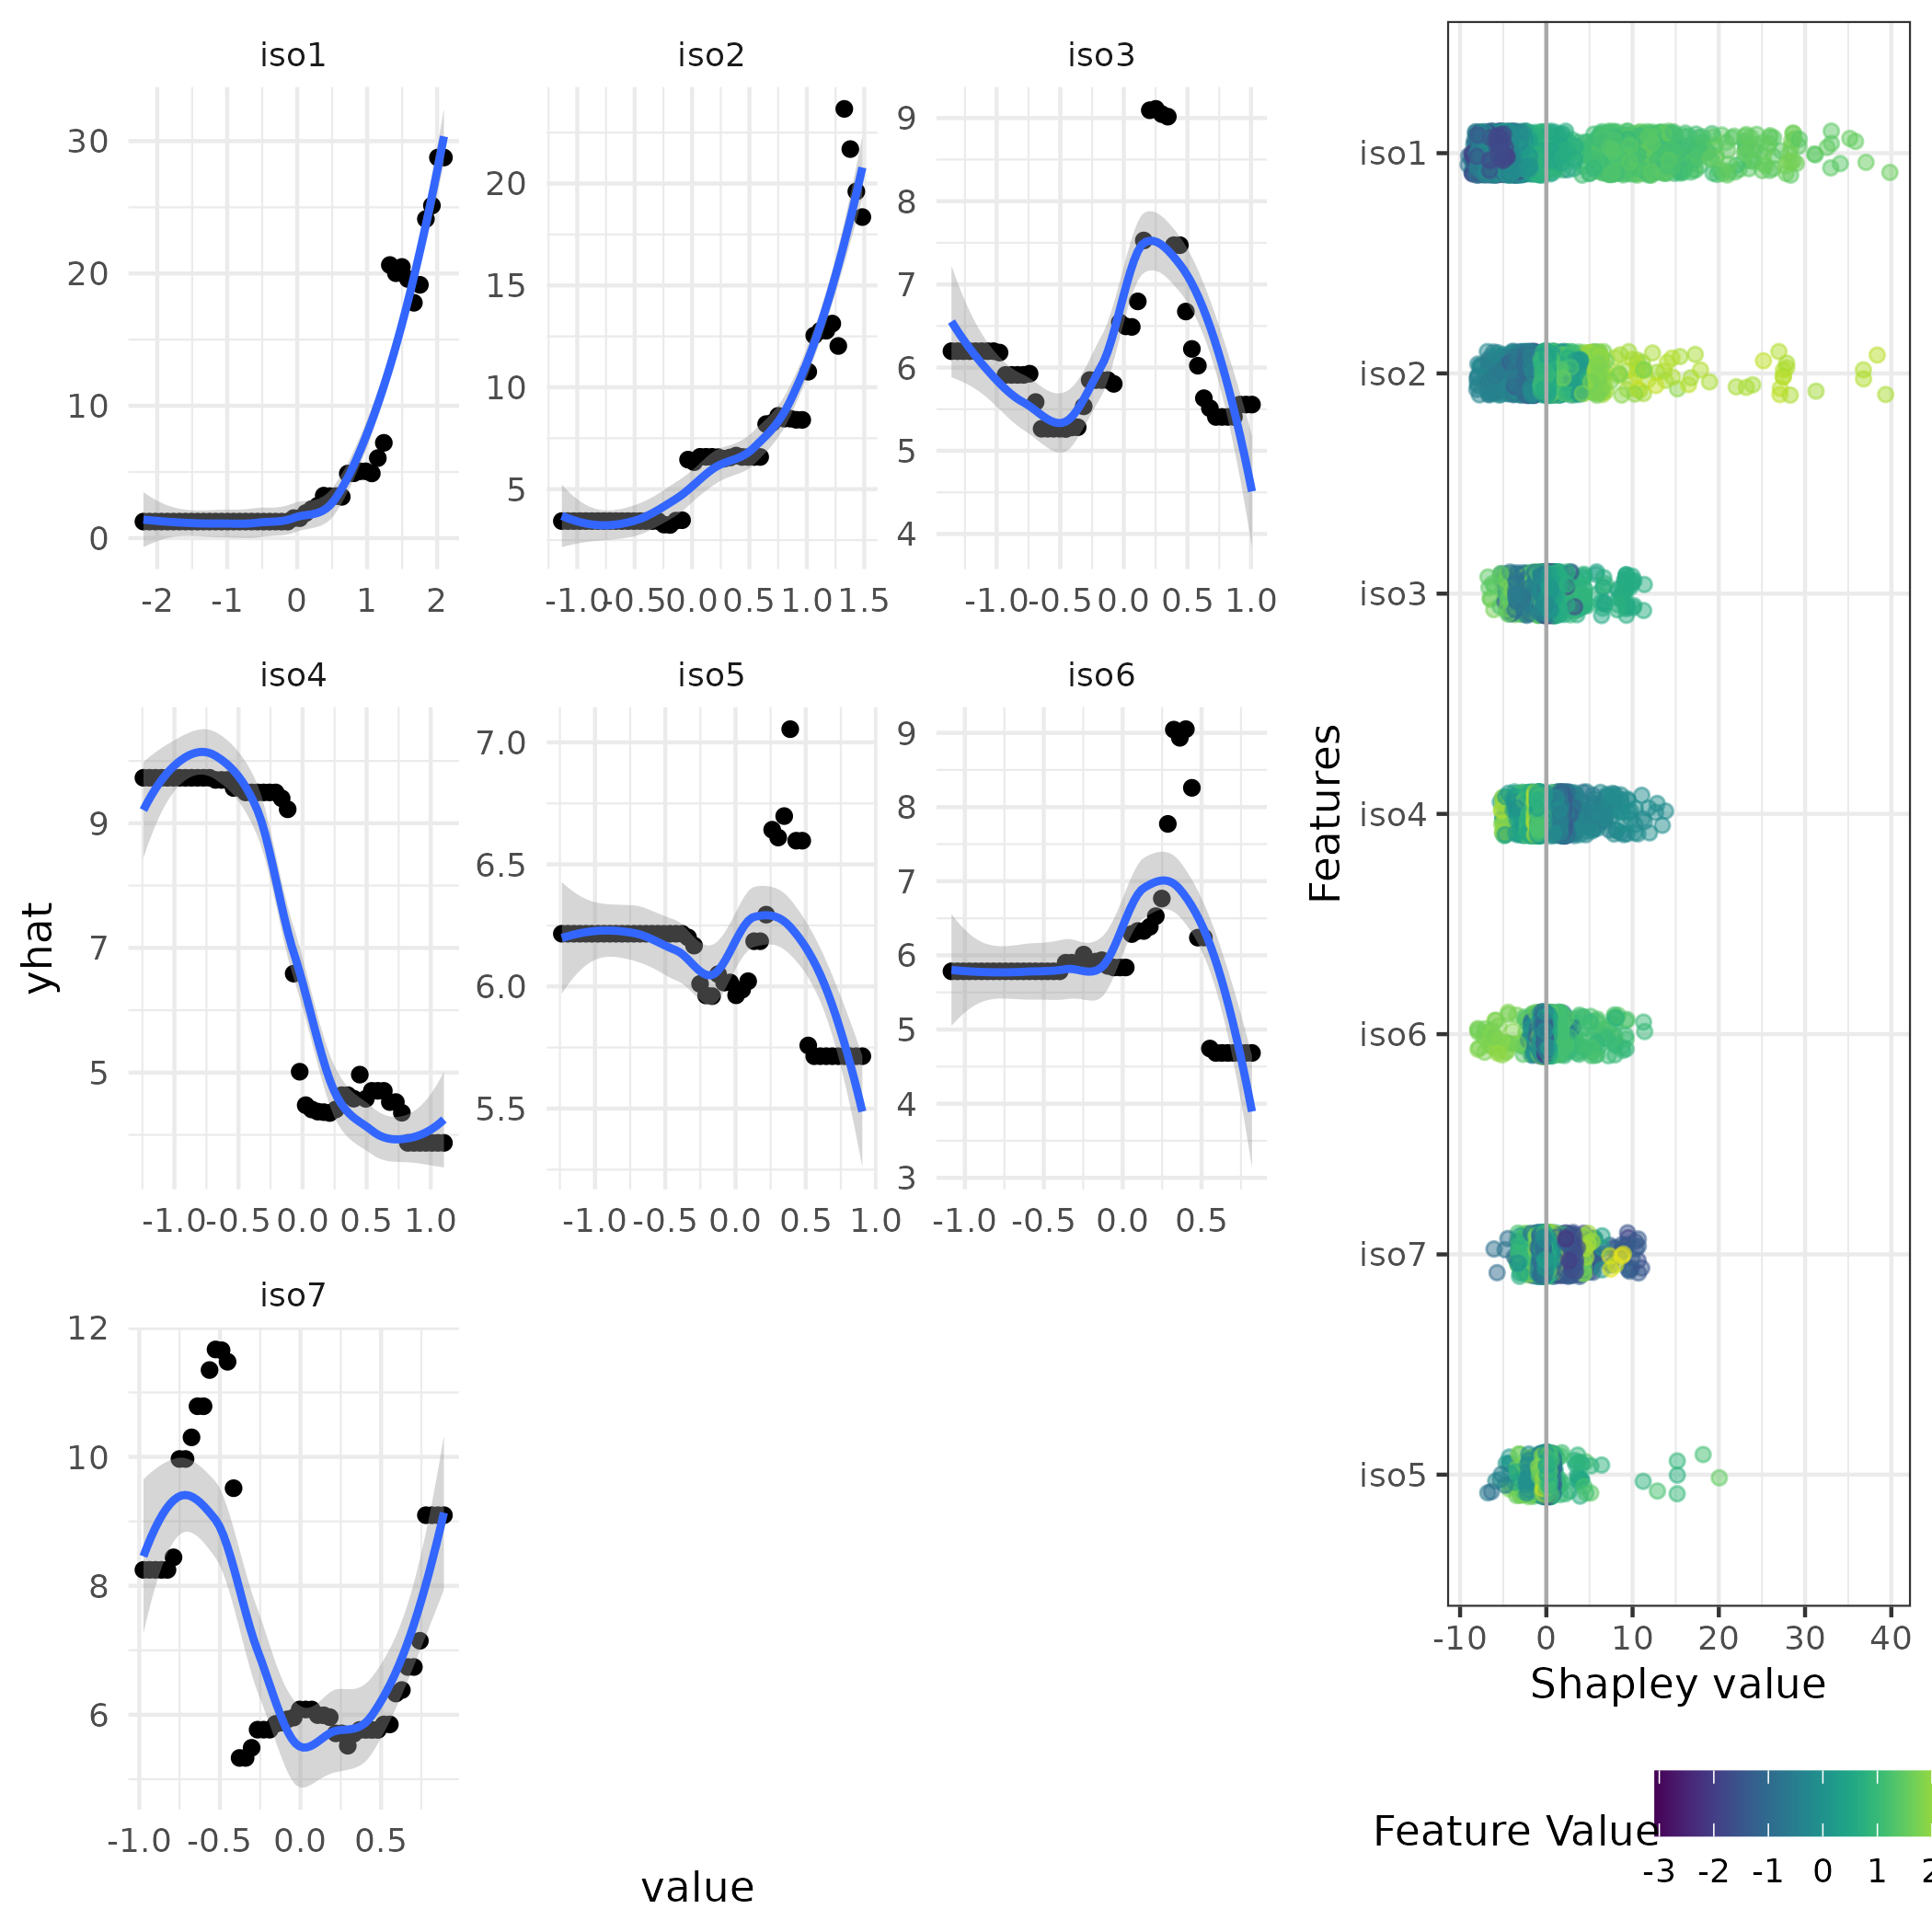 iso1 iso2 iso3
30
20
10
0
-2 -1 0 1 2
20
15
10
5
-1.0 -0.5 0.0 0.5 1.0 1.5
9
8
7
6
5
4
-1.0 -0.5 0.0 0.5 1.0
iso4 iso5 iso6
9
7
5
-1.0 -0.5 0.0 0.5 1.0
7.0
6.5
6.0
5.5
-1.0 -0.5 0.0 0.5 1.0
9
8
7
6
5
4
3
-1.0 -0.5 0.0 0.5
iso7
12
10
8
6
-1.0 -0.5 0.0 0.5
yhat
value
Features
iso1
iso2
iso3
iso4
iso6
iso7
iso5
-10 0 10 20 30 40
Shapley value
Feature Value
-3 -2 -1 0 1 2